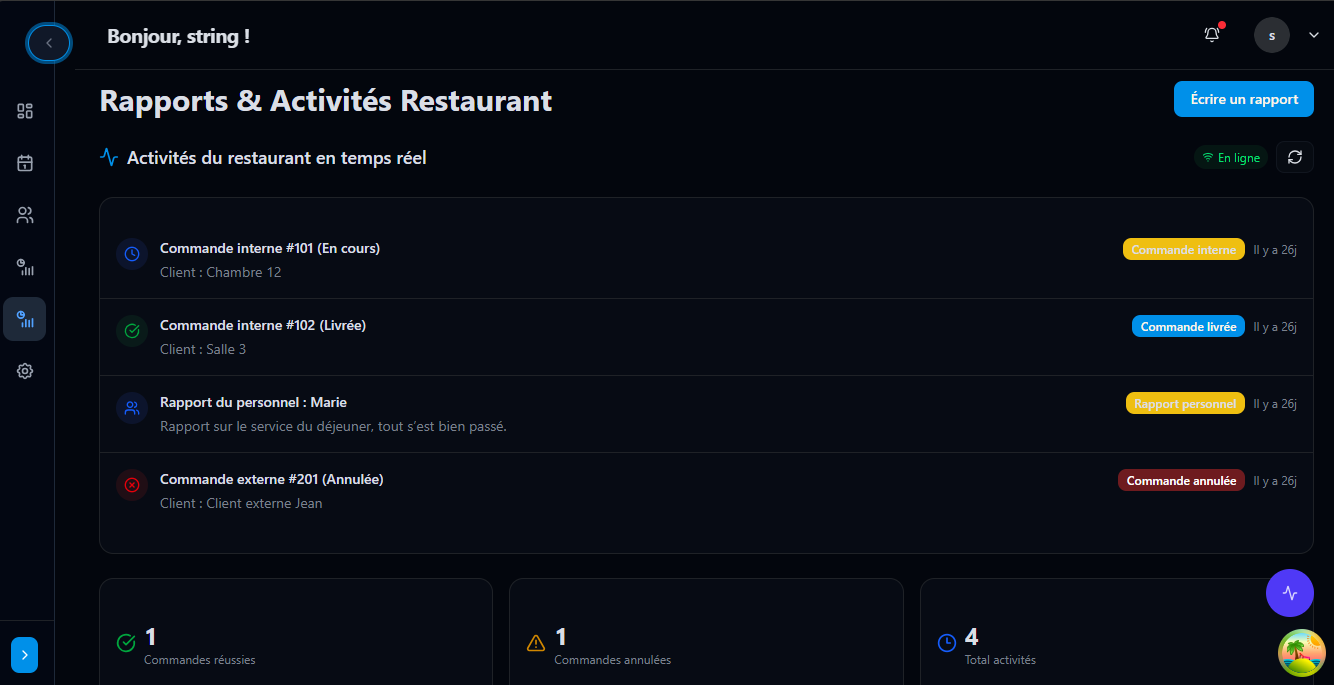 Bonjour, string !
s
Rapports & Activités Restaurant
Écrire un rapport
Activités du restaurant en temps réel
En ligne
Commande interne #101 (En cours)
Commande interne
Il y a 26j
Client : Chambre 12
Commande interne #102 (Livrée)
Commande livrée
Il y a 26j
Client : Salle 3
Rapport du personnel : Marie
Rapport personnel
Il y a 26j
Rapport sur le service du déjeuner, tout s’est bien passé.
Commande externe #201 (Annulée)
Commande annulée
Il y a 26j
Client : Client externe Jean
1
Commandes réussies
1
Commandes annulées
4
Total activités